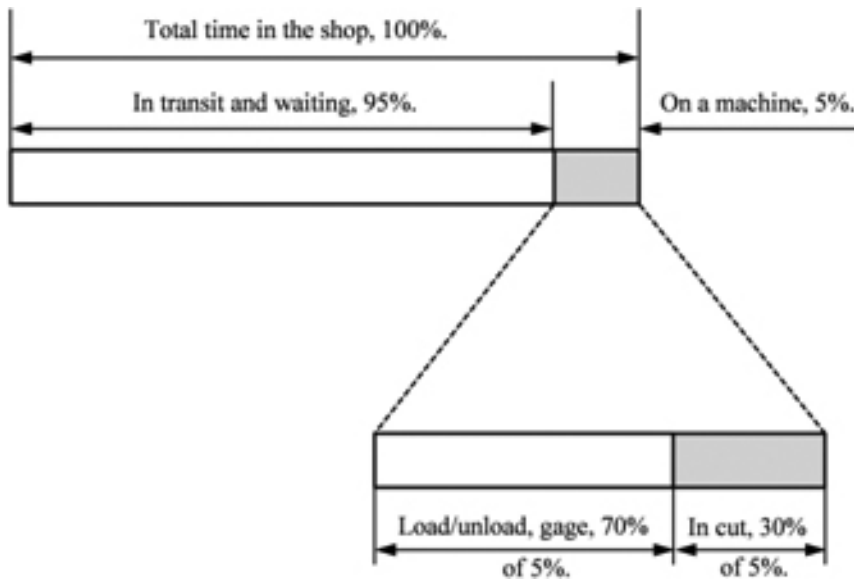 Total time in the shop, 100%.
In transit and waiting, 95%.
On a machine, 5%.
Load/unload, gage, 70%
of 5%.
In cut, 30%
of 5%.